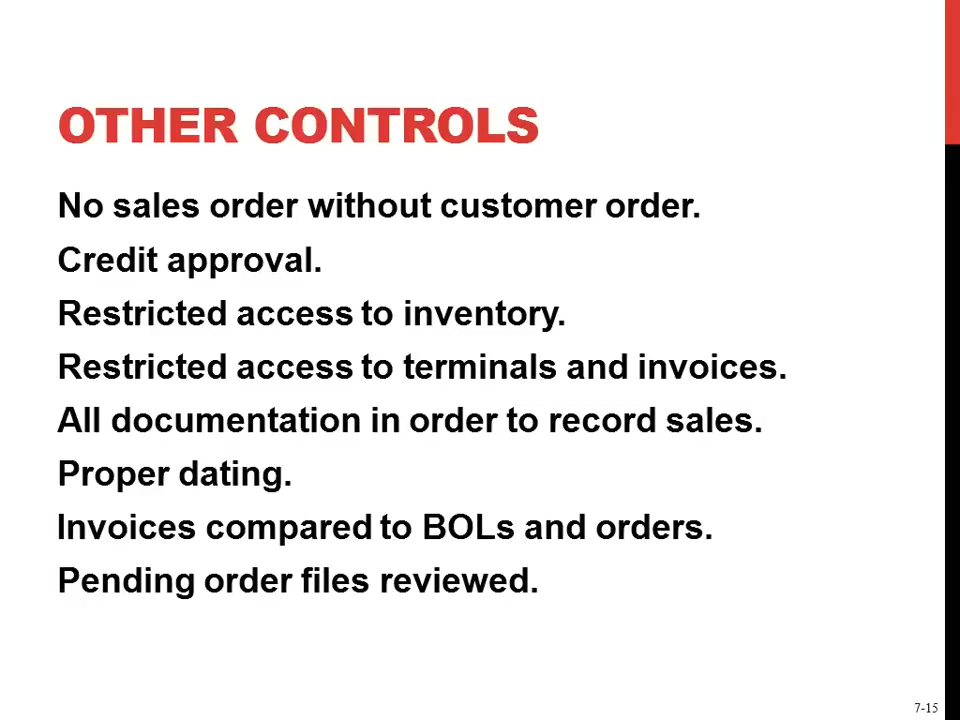 OTHER CONTROLS
No sales order without customer order.
Credit approval.
Restricted access to inventory.
Restricted access to terminals and invoices.
All documentation in order to record sales.
Proper dating.
Invoices compared to BOLs and orders.
Pending order files reviewed.
7-15